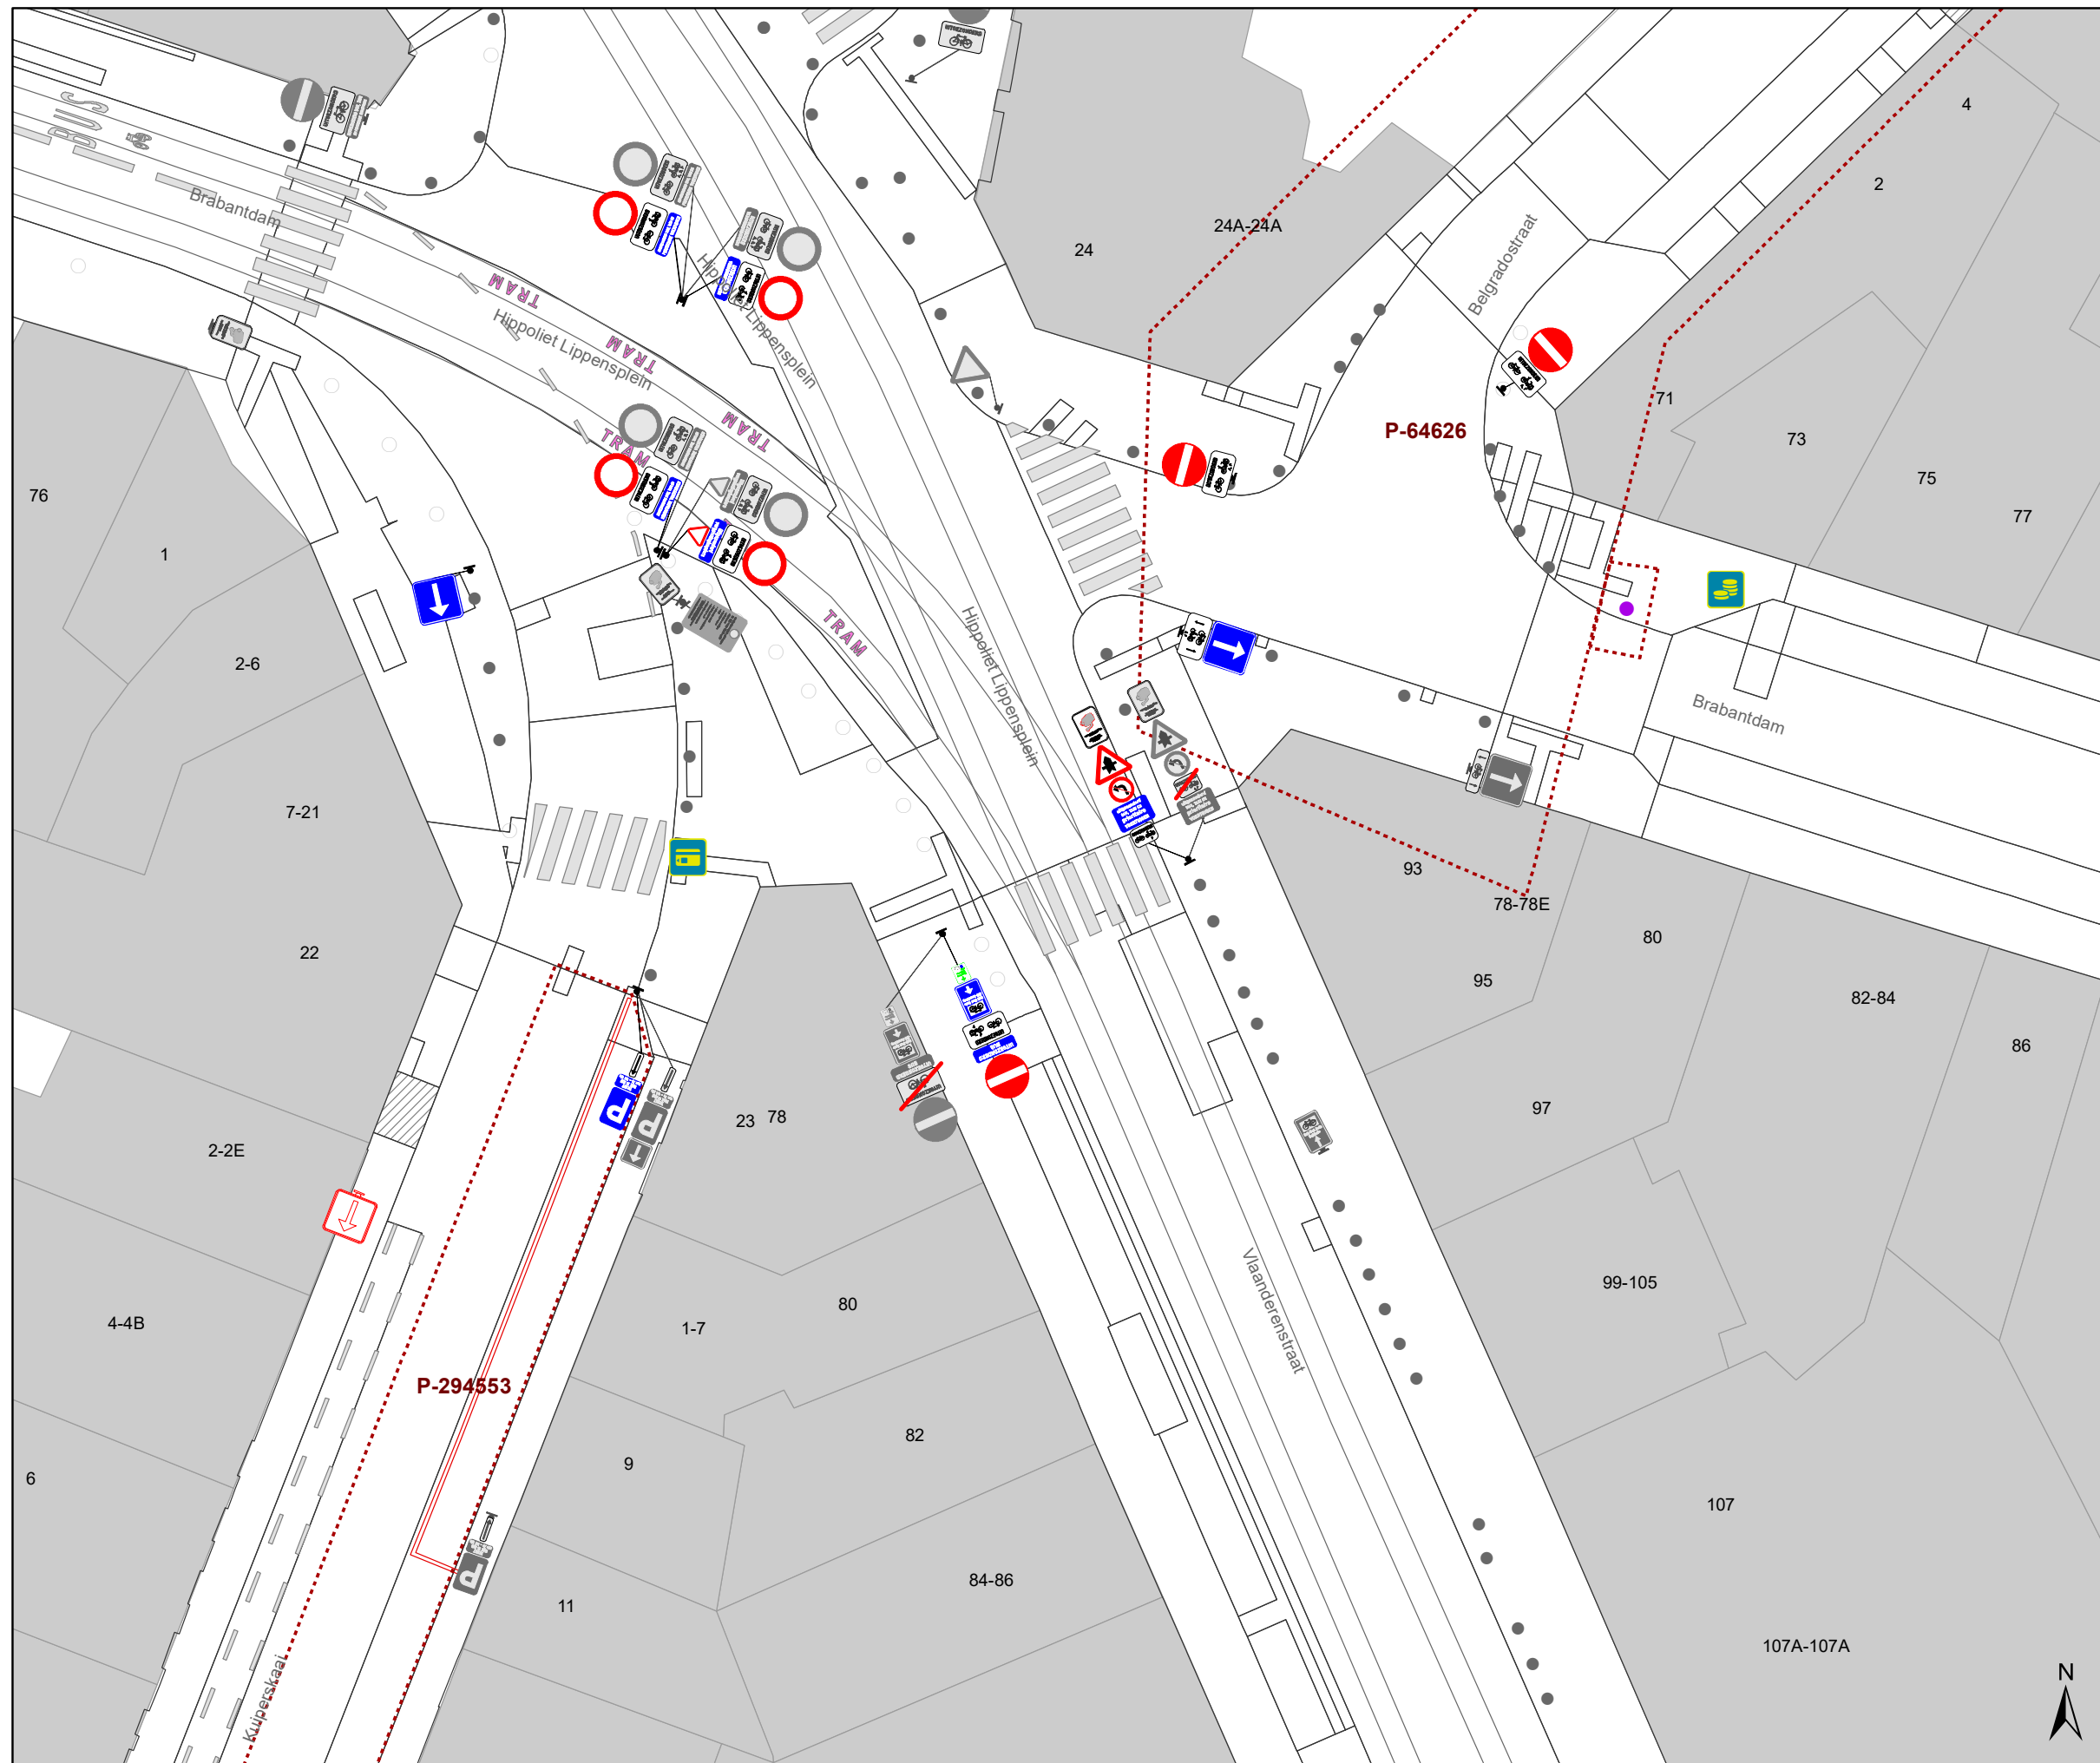 BUS
4
2
Brabantdam
24A-24A
24
Belgradostraat
TRAM
Hippoliet Lippensplein
Hippoliet Lippensplein
TRAM
71
TRAM
P-64626
73
TRAM
75
76
77
1
TRAM
2-6
Hippoliet Lippensplein
Brabantdam
7-21
93
78-78E
80
22
95
82-84
86
97
23
78
2-2E
99-105
80
4-4B
1-7
Vlaanderenstraat
P-294553
82
9
6
107
84-86
11
107A-107A
Kuiperskaai
N
P
P
P